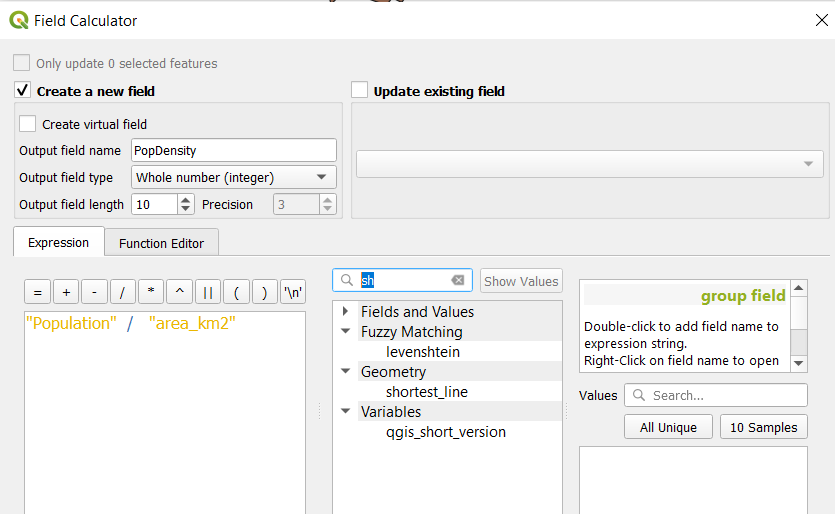 Field Calculator
Only update 0 selected features
Create a new field
Update existing field
Create virtual field
Output field name PopDensity
Output field type Whole number (integer)
Output field length 10 Precision 3
Expression Function Editor
= + - / * ^ || ( ) '\n'
sh
Show Values
"Population" / "area_km2"
Fields and Values
Fuzzy Matching
levenshtein
Geometry
shortest_line
Variables
qgis_short_version
group field
Double-click to add field name to
expression string.
Right-Click on field name to open
Values Search...
All Unique 10 Samples